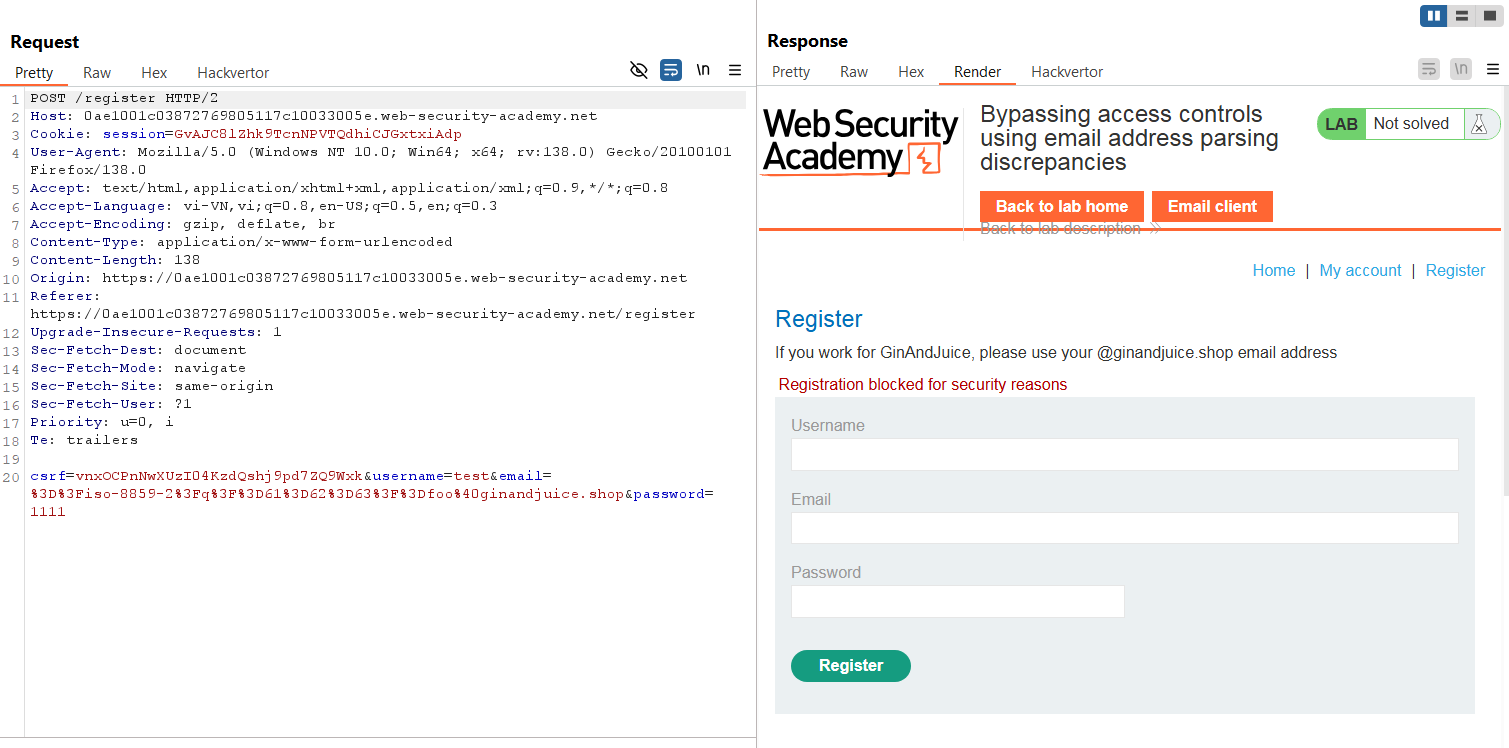 Request
Pretty Raw Hex Hackvertor \n
1 POST /register HTTP/2
2 Host: 0ae1001c03872769805117c10033005e.web-security-academy.net
3 Cookie: session=GvAJC8lZhk9TcnNPVTQdhiCJGxtxiAdp
4 User-Agent: Mozilla/5.0 (Windows NT 10.0; Win64; x64; rv:138.0) Gecko/20100101
Firefox/138.0
5 Accept: text/html,application/xhtml+xml,application/xml;q=0.9,*/*;q=0.8
6 Accept-Language: vi-VN,vi;q=0.8,en-US;q=0.5,en;q=0.3
7 Accept-Encoding: gzip, deflate, br
8 Content-Type: application/x-www-form-urlencoded
9 Content-Length: 138
10 Origin: https://0ae1001c03872769805117c10033005e.web-security-academy.net
11 Referer:
https://0ae1001c03872769805117c10033005e.web-security-academy.net/register
12 Upgrade-Insecure-Requests: 1
13 Sec-Fetch-Dest: document
14 Sec-Fetch-Mode: navigate
15 Sec-Fetch-Site: same-origin
16 Sec-Fetch-User: ?1
17 Priority: u=0, i
18 Te: trailers
19
20 csrf=vnxOCPnNwXUzI04KzdQshj9pd7ZQ9Wxk&username=test&email=
%3D%3Fiso-8859-2%3Fq%3F%3D61%3D62%3D63%3F%3Dfoo%40ginandjuice.shop&password=
1111
Response
Pretty Raw Hex Render Hackvertor \n
Web Security
Academy
Bypassing access controls
using email address parsing
discrepancies
LAB Not solved
Back to lab home Email client
Back to lab description »
Home | My account | Register
Register
If you work for GinAndJuice, please use your @ginandjuice.shop email address
Registration blocked for security reasons
Username
Email
Password
Register